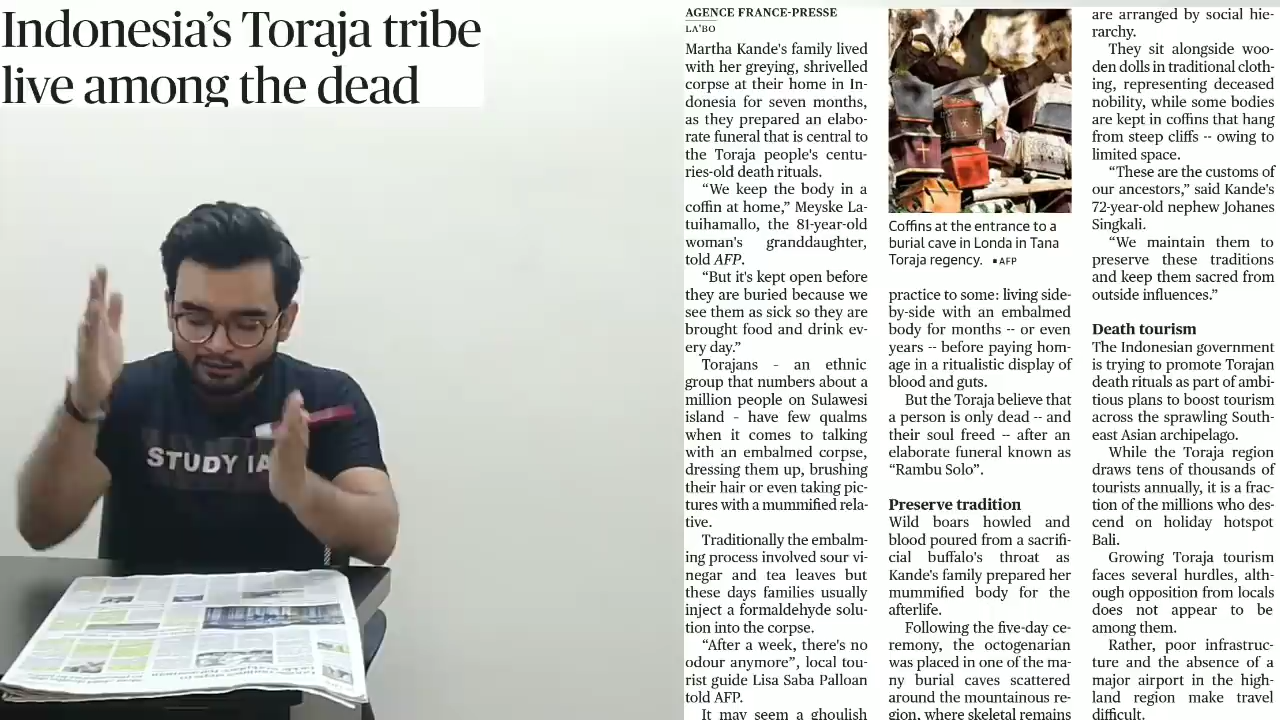 Indonesia's Toraja tribe
live among the dead
STUDY IA
AGENCE FRANCE-PRESSE
LA'BO
Martha Kande's family lived
with her greying, shrivelled
corpse at their home in In-
donesia for seven months,
as they prepared an elabo-
rate funeral that is central to
the Toraja people's centu-
ries-old death rituals.
“We keep the body in a
coffin at home,” Meyske La-
tuihamallo, the 81-year-old
woman's granddaughter,
told AFP.
“But it's kept open before
they are buried because we
see them as sick so they are
brought food and drink ev-
ery day.”
Torajans - an ethnic
group that numbers about a
million people on Sulawesi
island - have few qualms
when it comes to talking
with an embalmed corpse,
dressing them up, brushing
their hair or even taking pic-
tures with a mummified rela-
tive.
Traditionally the embalm-
ing process involved sour vi-
negar and tea leaves but
these days families usually
inject a formaldehyde solu-
tion into the corpse.
“After a week, there's no
odour anymore”, local tou-
rist guide Lisa Saba Palloan
told AFP.
It may seem a ghoulish
Coffins at the entrance to a
burial cave in Londa in Tana
Toraja regency. ▪AFP
practice to some: living side-
by-side with an embalmed
body for months -- or even
years -- before paying hom-
age in a ritualistic display of
blood and guts.
But the Toraja believe that
a person is only dead -- and
their soul freed -- after an
elaborate funeral known as
“Rambu Solo”.
Preserve tradition
Wild boars howled and
blood poured from a sacrifi-
cial buffalo's throat as
Kande's family prepared her
mummified body for the
afterlife.
Following the five-day ce-
remony, the octogenarian
was placed in one of the ma-
ny burial caves scattered
around the mountainous re-
gion, where skeletal remains
are arranged by social hie-
rarchy.
They sit alongside woo-
den dolls in traditional cloth-
ing, representing deceased
nobility, while some bodies
are kept in coffins that hang
from steep cliffs -- owing to
limited space.
“These are the customs of
our ancestors,” said Kande's
72-year-old nephew Johanes
Singkali.
“We maintain them to
preserve these traditions
and keep them sacred from
outside influences.”
Death tourism
The Indonesian government
is trying to promote Torajan
death rituals as part of ambi-
tious plans to boost tourism
across the sprawling South-
east Asian archipelago.
While the Toraja region
draws tens of thousands of
tourists annually, it is a frac-
tion of the millions who des-
cend on holiday hotspot
Bali.
Growing Toraja tourism
faces several hurdles, alth-
ough opposition from locals
does not appear to be
among them.
Rather, poor infrastruc-
ture and the absence of a
major airport in the high-
land region make travel
difficult.